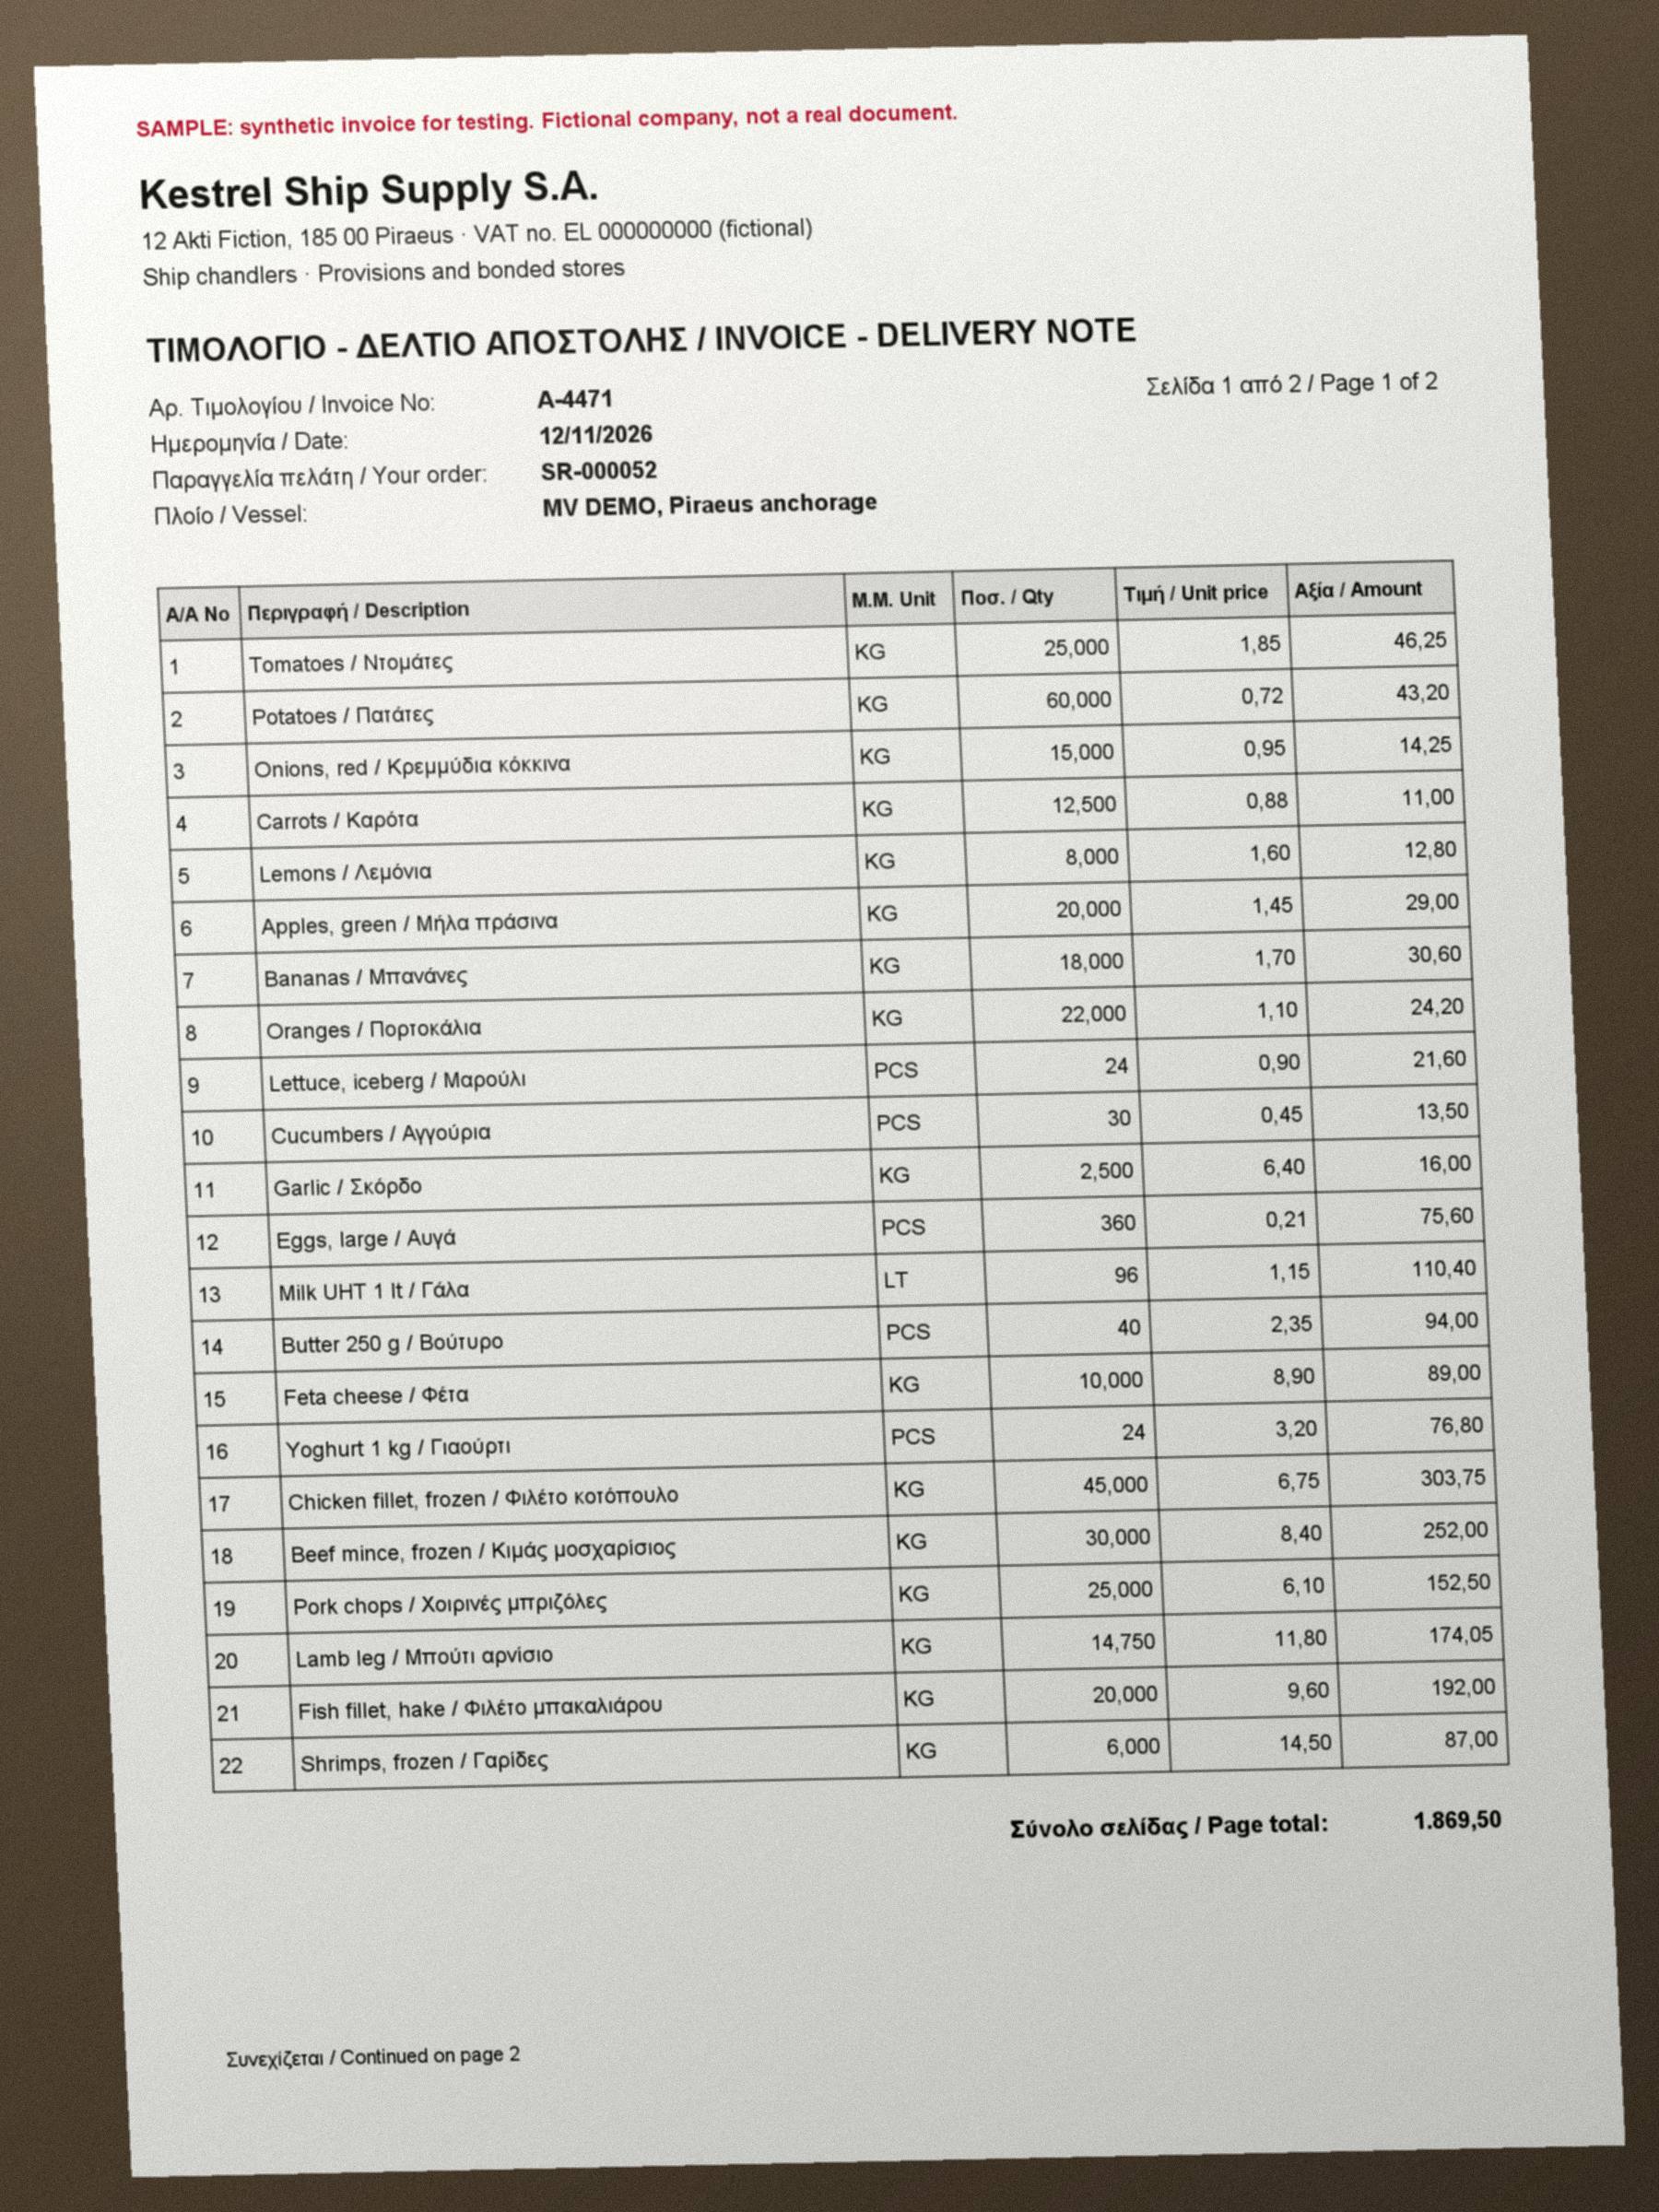 SAMPLE: synthetic invoice for testing. Fictional company, not a real document.
Kestrel Ship Supply S.A.
12 Akti Fiction, 185 00 Piraeus · VAT no. EL 000000000 (fictional)
Ship chandlers · Provisions and bonded stores
ΤΙΜΟΛΟΓΙΟ - ΔΕΛΤΙΟ ΑΠΟΣΤΟΛΗΣ / INVOICE - DELIVERY NOTE
Σελίδα 1 από 2 / Page 1 of 2
Αρ. Τιμολογίου / Invoice No: A-4471
Ημερομηνία / Date: 12/11/2026
Παραγγελία πελάτη / Your order: SR-000052
Πλοίο / Vessel: MV DEMO, Piraeus anchorage
A/A No Περιγραφή / Description M.M. Unit Ποσ. / Qty Τιμή / Unit price Αξία / Amount
1 Tomatoes / Ντομάτες KG 25,000 1,85 46,25
2 Potatoes / Πατάτες KG 60,000 0,72 43,20
3 Onions, red / Κρεμμύδια κόκκινα KG 15,000 0,95 14,25
4 Carrots / Καρότα KG 12,500 0,88 11,00
5 Lemons / Λεμόνια KG 8,000 1,60 12,80
6 Apples, green / Μήλα πράσινα KG 20,000 1,45 29,00
7 Bananas / Μπανάνες KG 18,000 1,70 30,60
8 Oranges / Πορτοκάλια KG 22,000 1,10 24,20
9 Lettuce, iceberg / Μαρούλι PCS 24 0,90 21,60
10 Cucumbers / Αγγούρια PCS 30 0,45 13,50
11 Garlic / Σκόρδο KG 2,500 6,40 16,00
12 Eggs, large / Αυγά PCS 360 0,21 75,60
13 Milk UHT 1 lt / Γάλα LT 96 1,15 110,40
14 Butter 250 g / Βούτυρο PCS 40 2,35 94,00
15 Feta cheese / Φέτα KG 10,000 8,90 89,00
16 Yoghurt 1 kg / Γιαούρτι PCS 24 3,20 76,80
17 Chicken fillet, frozen / Φιλέτο κοτόπουλο KG 45,000 6,75 303,75
18 Beef mince, frozen / Κιμάς μοσχαρίσιος KG 30,000 8,40 252,00
19 Pork chops / Χοιρινές μπριζόλες KG 25,000 6,10 152,50
20 Lamb leg / Μπούτι αρνίσιο KG 14,750 11,80 174,05
21 Fish fillet, hake / Φιλέτο μπακαλιάρου KG 20,000 9,60 192,00
22 Shrimps, frozen / Γαρίδες KG 6,000 14,50 87,00
Σύνολο σελίδας / Page total: 1.869,50
Συνεχίζεται / Continued on page 2